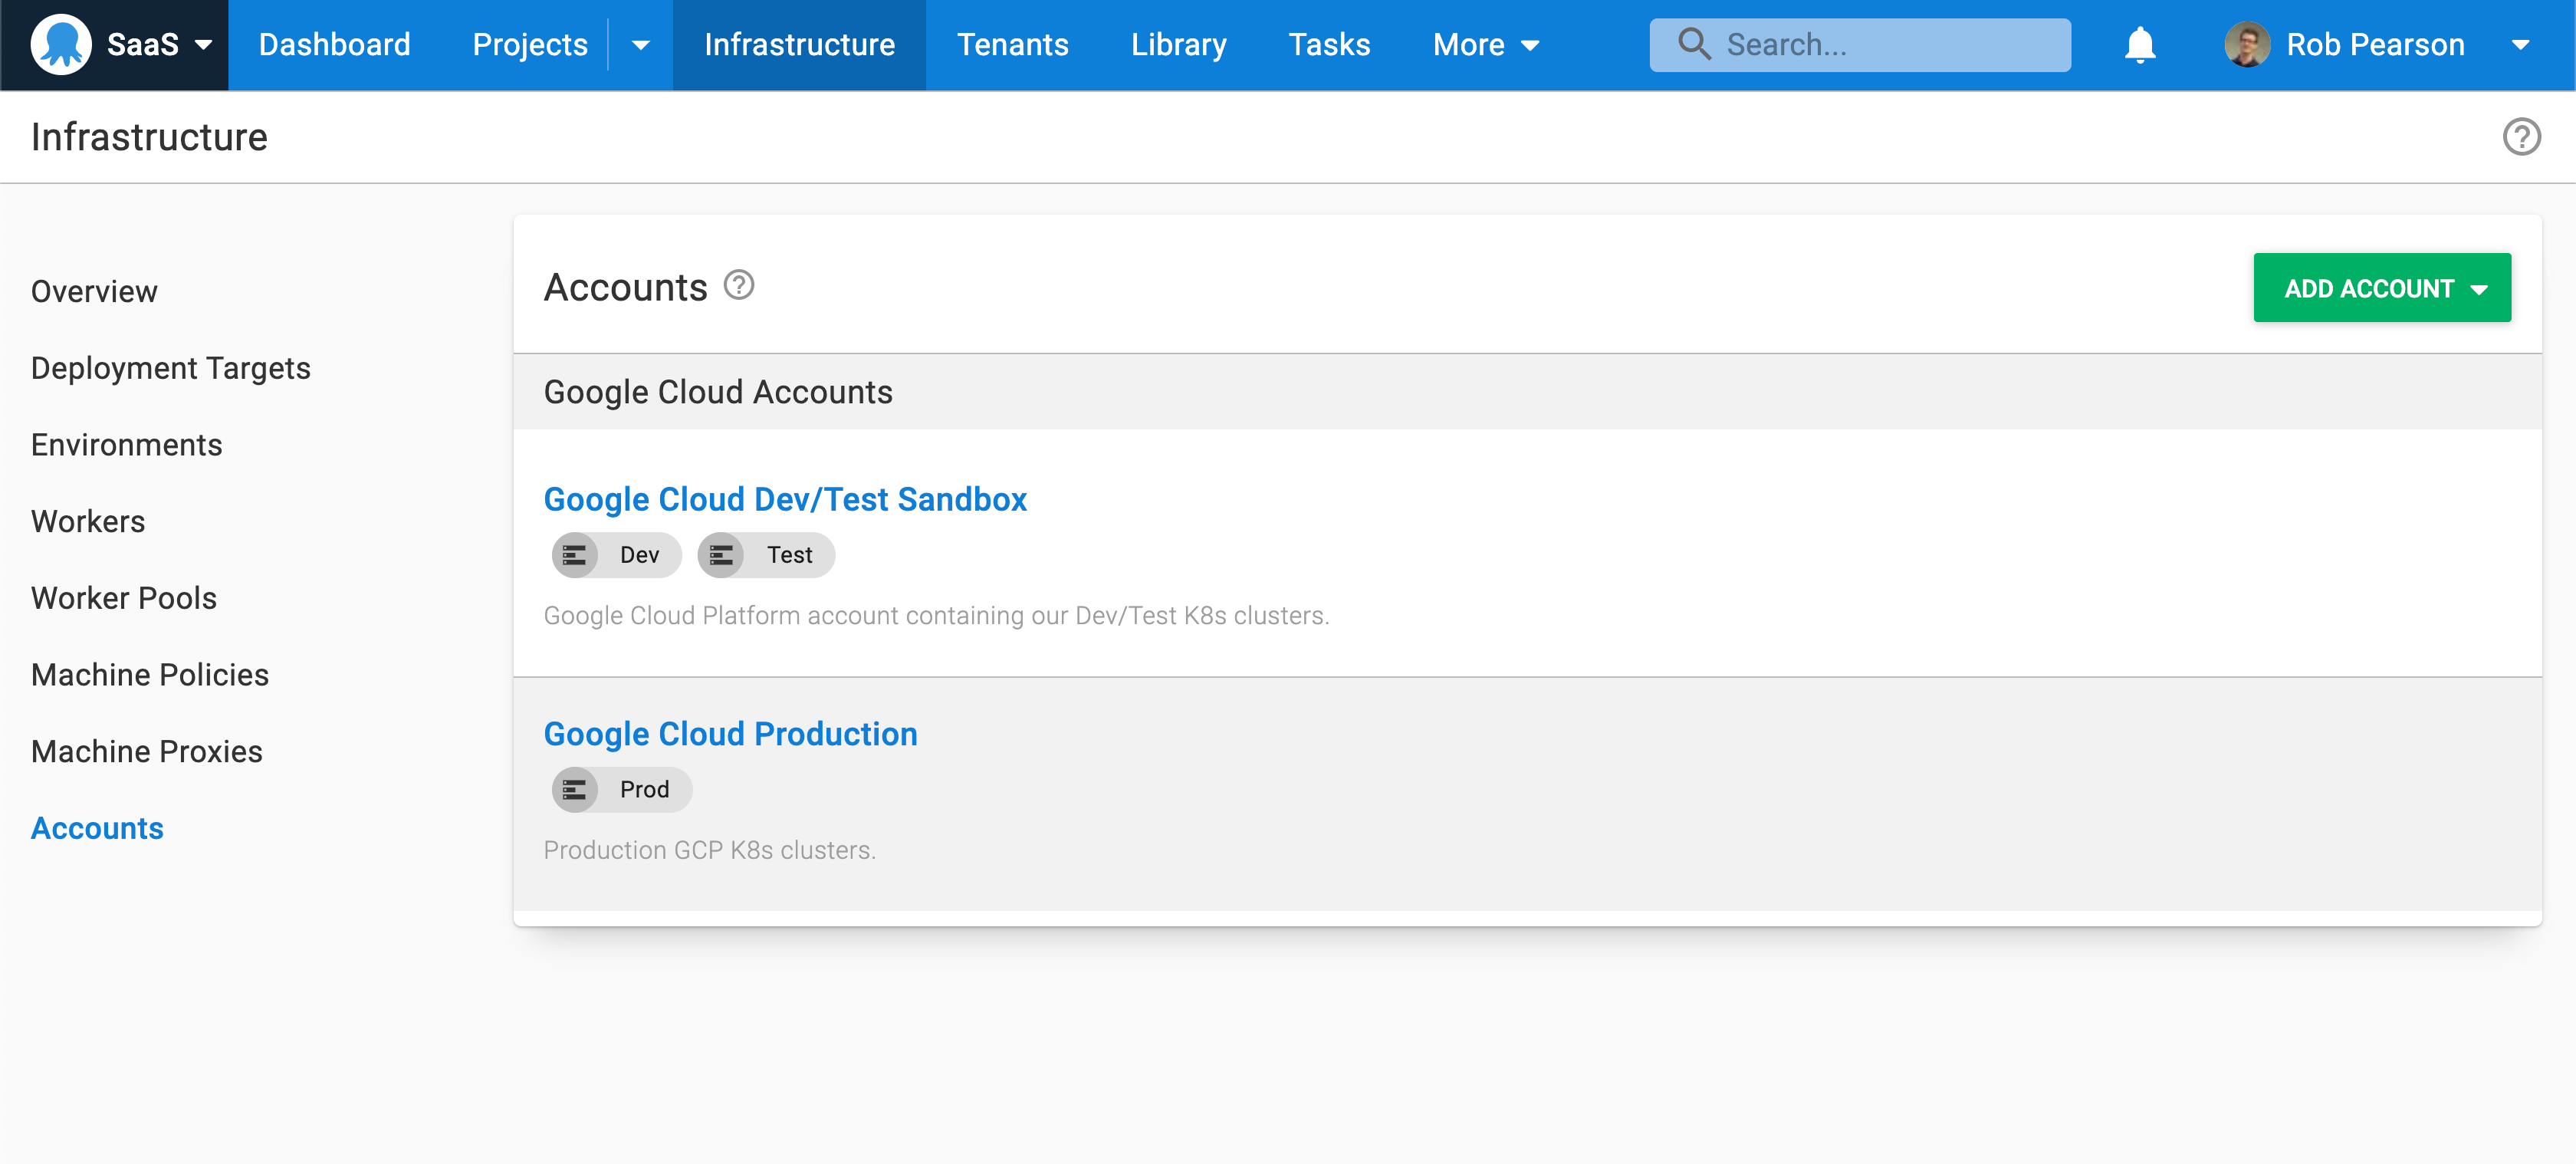 SaaS Dashboard Projects Infrastructure Tenants Library Tasks More Search... Rob Pearson
Infrastructure
Overview
Deployment Targets
Environments
Workers
Worker Pools
Machine Policies
Machine Proxies
Accounts
Accounts
ADD ACCOUNT
Google Cloud Accounts
Google Cloud Dev/Test Sandbox
Dev Test
Google Cloud Platform account containing our Dev/Test K8s clusters.
Google Cloud Production
Prod
Production GCP K8s clusters.